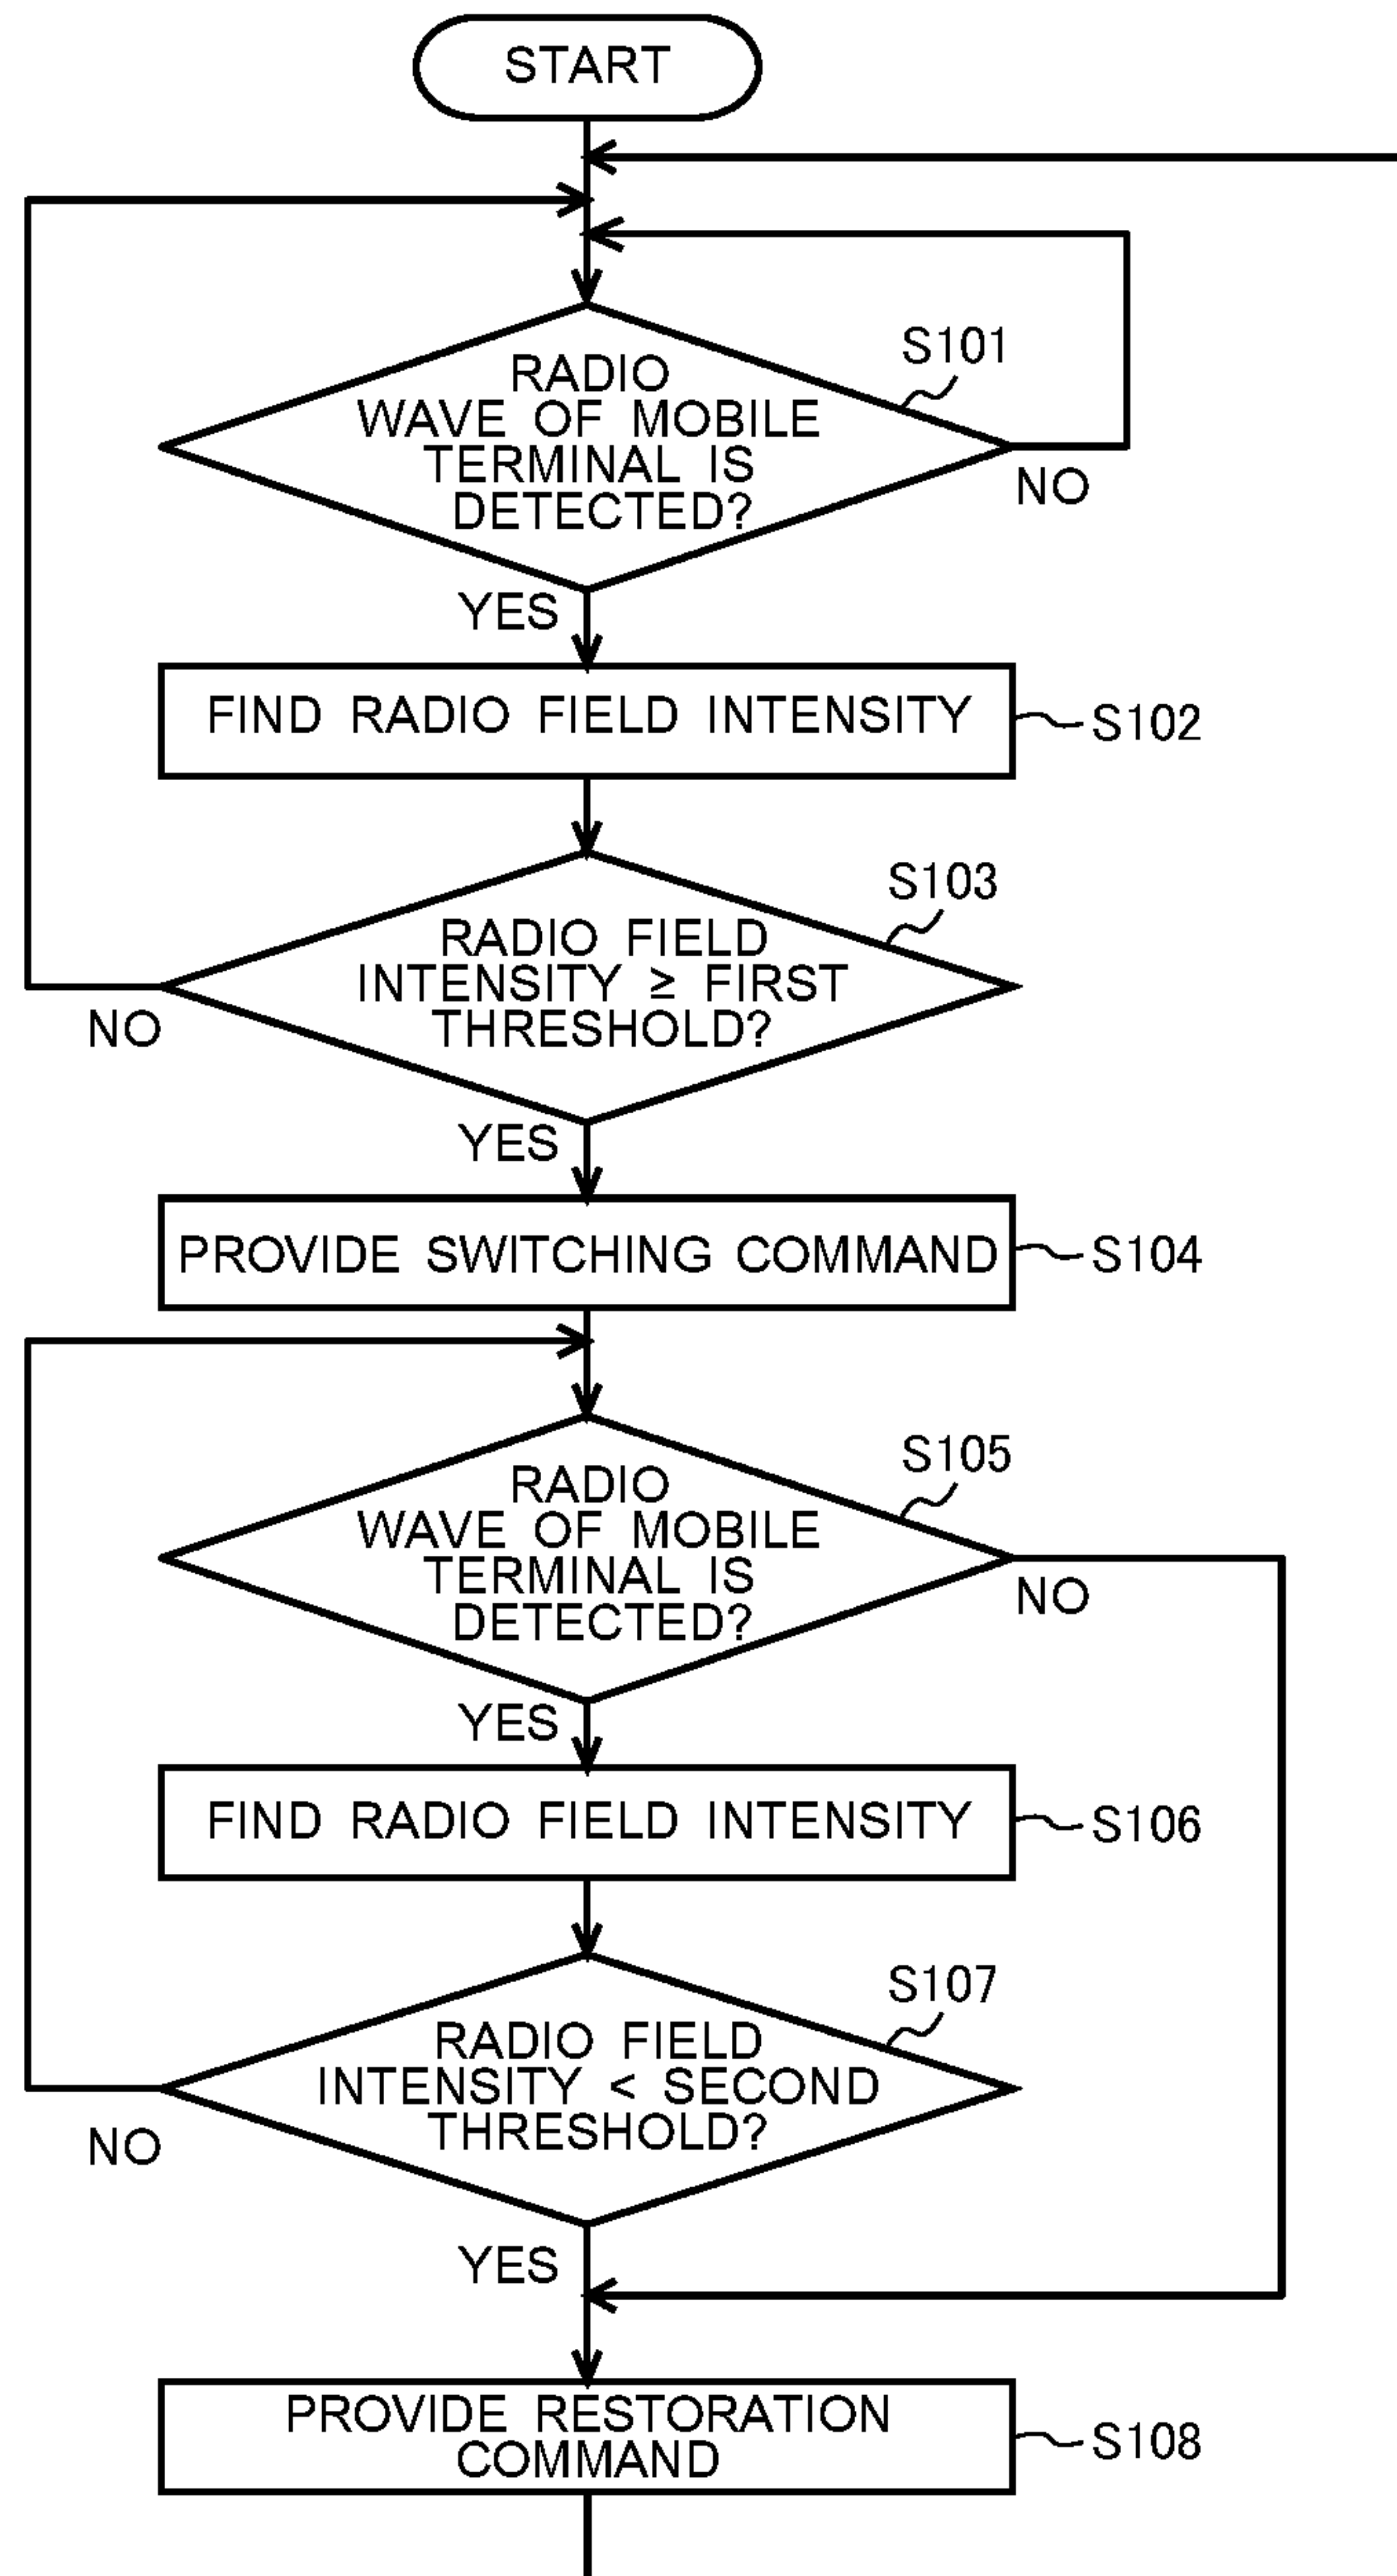 START
S101
RADIO
WAVE OF MOBILE
TERMINAL IS
DETECTED?
NO
YES
FIND RADIO FIELD INTENSITY
S102
S103
RADIO FIELD
INTENSITY ≥ FIRST
THRESHOLD?
NO
YES
PROVIDE SWITCHING COMMAND
S104
S105
RADIO
WAVE OF MOBILE
TERMINAL IS
DETECTED?
NO
YES
FIND RADIO FIELD INTENSITY
S106
S107
RADIO FIELD
INTENSITY < SECOND
THRESHOLD?
NO
YES
PROVIDE RESTORATION
COMMAND
S108